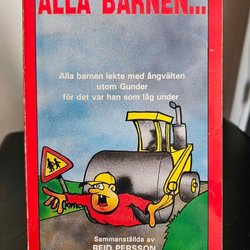 ALLA BARNEN...
Alla barnen lekte med ångvälten
utom Gunder
för det var han som låg under
Sammanställda av
REID PERSSON